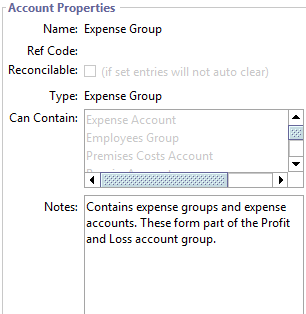 Account Properties
Name: Expense Group
Ref Code:
Reconcilable: (if set entries will not auto clear)
Type: Expense Group
Can Contain: Expense Account
Employees Group
Premises Costs Account
Notes: Contains expense groups and expense
accounts. These form part of the Profit
and Loss account group.